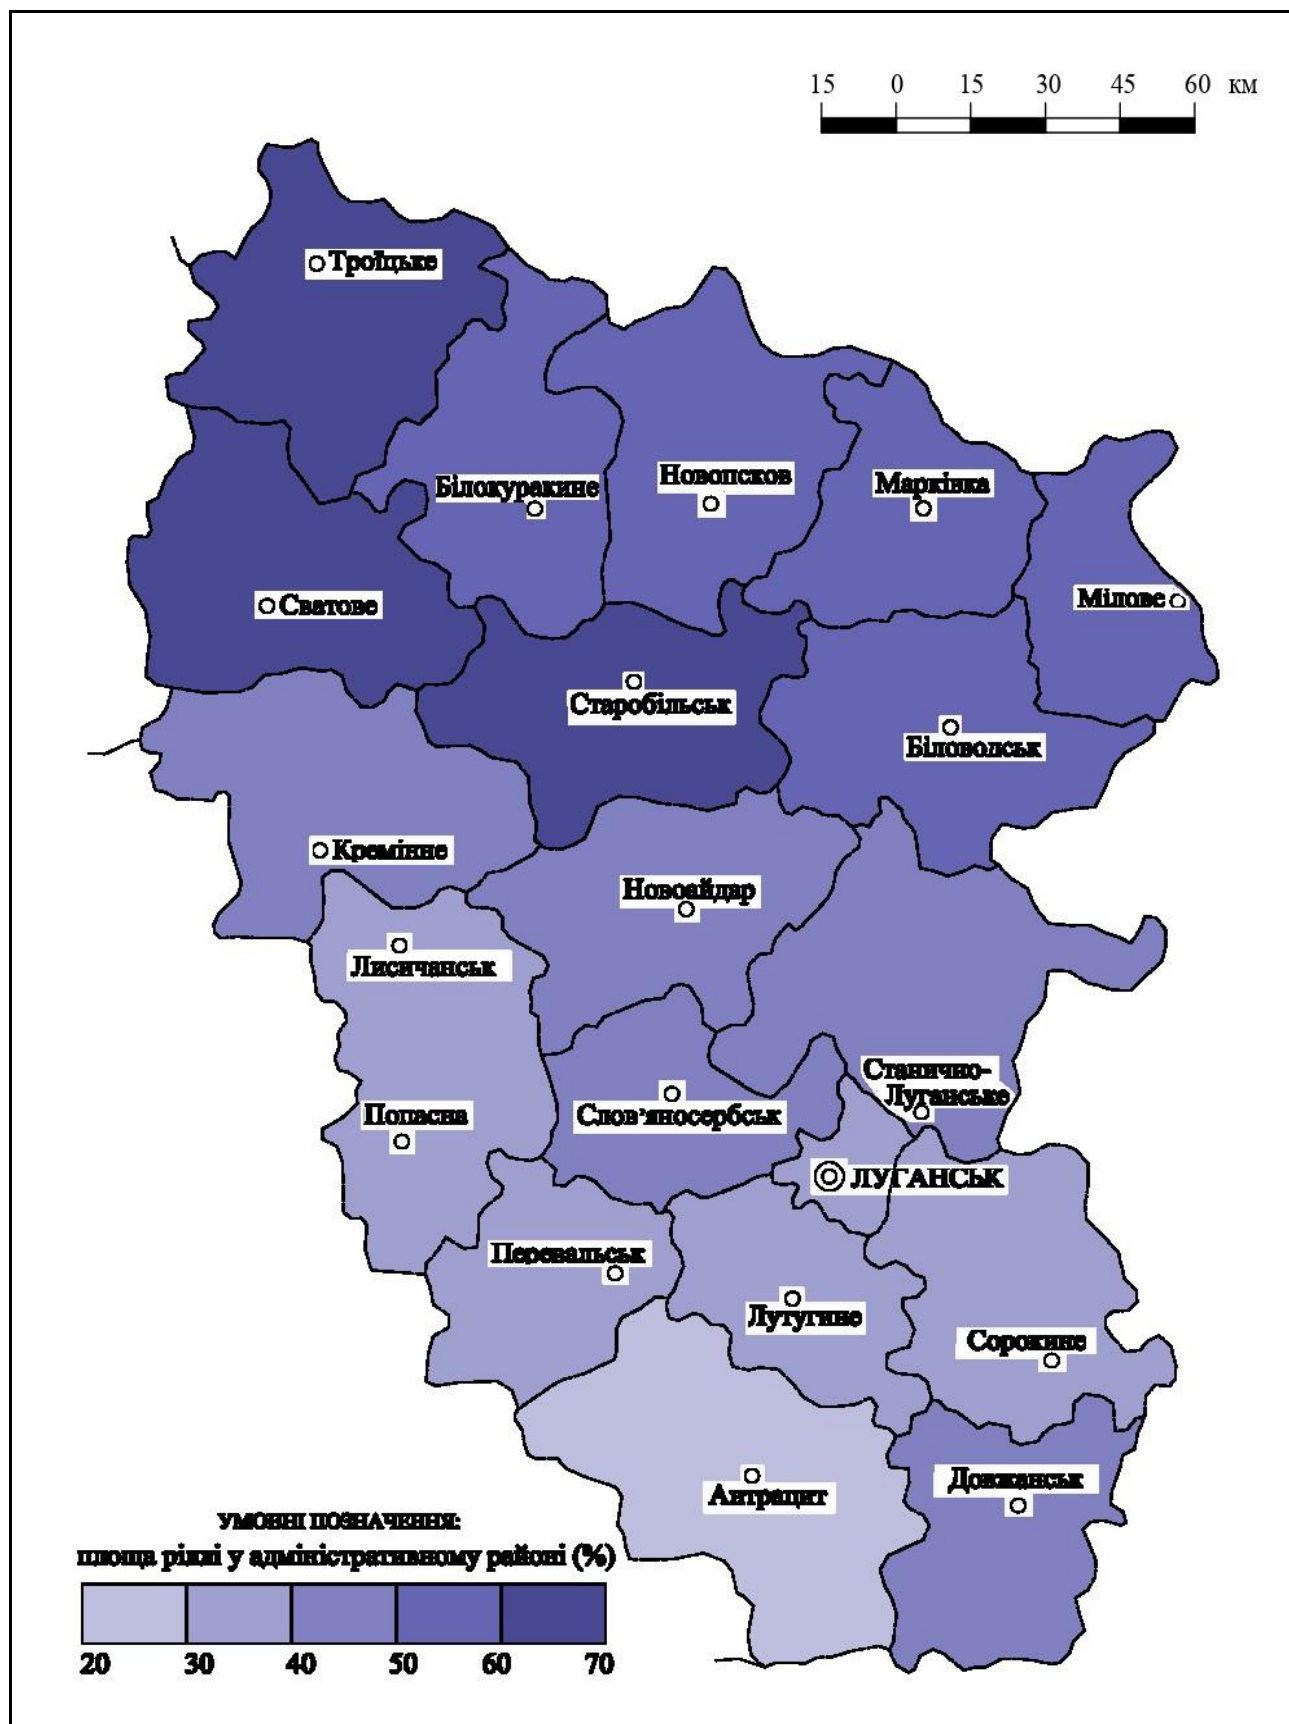 15 0 15 30 45 60 км
Троїцьке
Білокуракине
Новопсков
Марківка
Мілове
Сватове
Старобільськ
Біловодськ
Кремінне
Новоайдар
Лисичанськ
Станично-
Луганське
Слов’яносербськ
Попасна
ЛУГАНСЬК
Перевальськ
Лутугине
Сорокине
Антрацит
Довжанськ
УМОВНІ ПОЗНАЧЕННЯ:
площа ріллі у адміністративному районі (%)
20 30 40 50 60 70